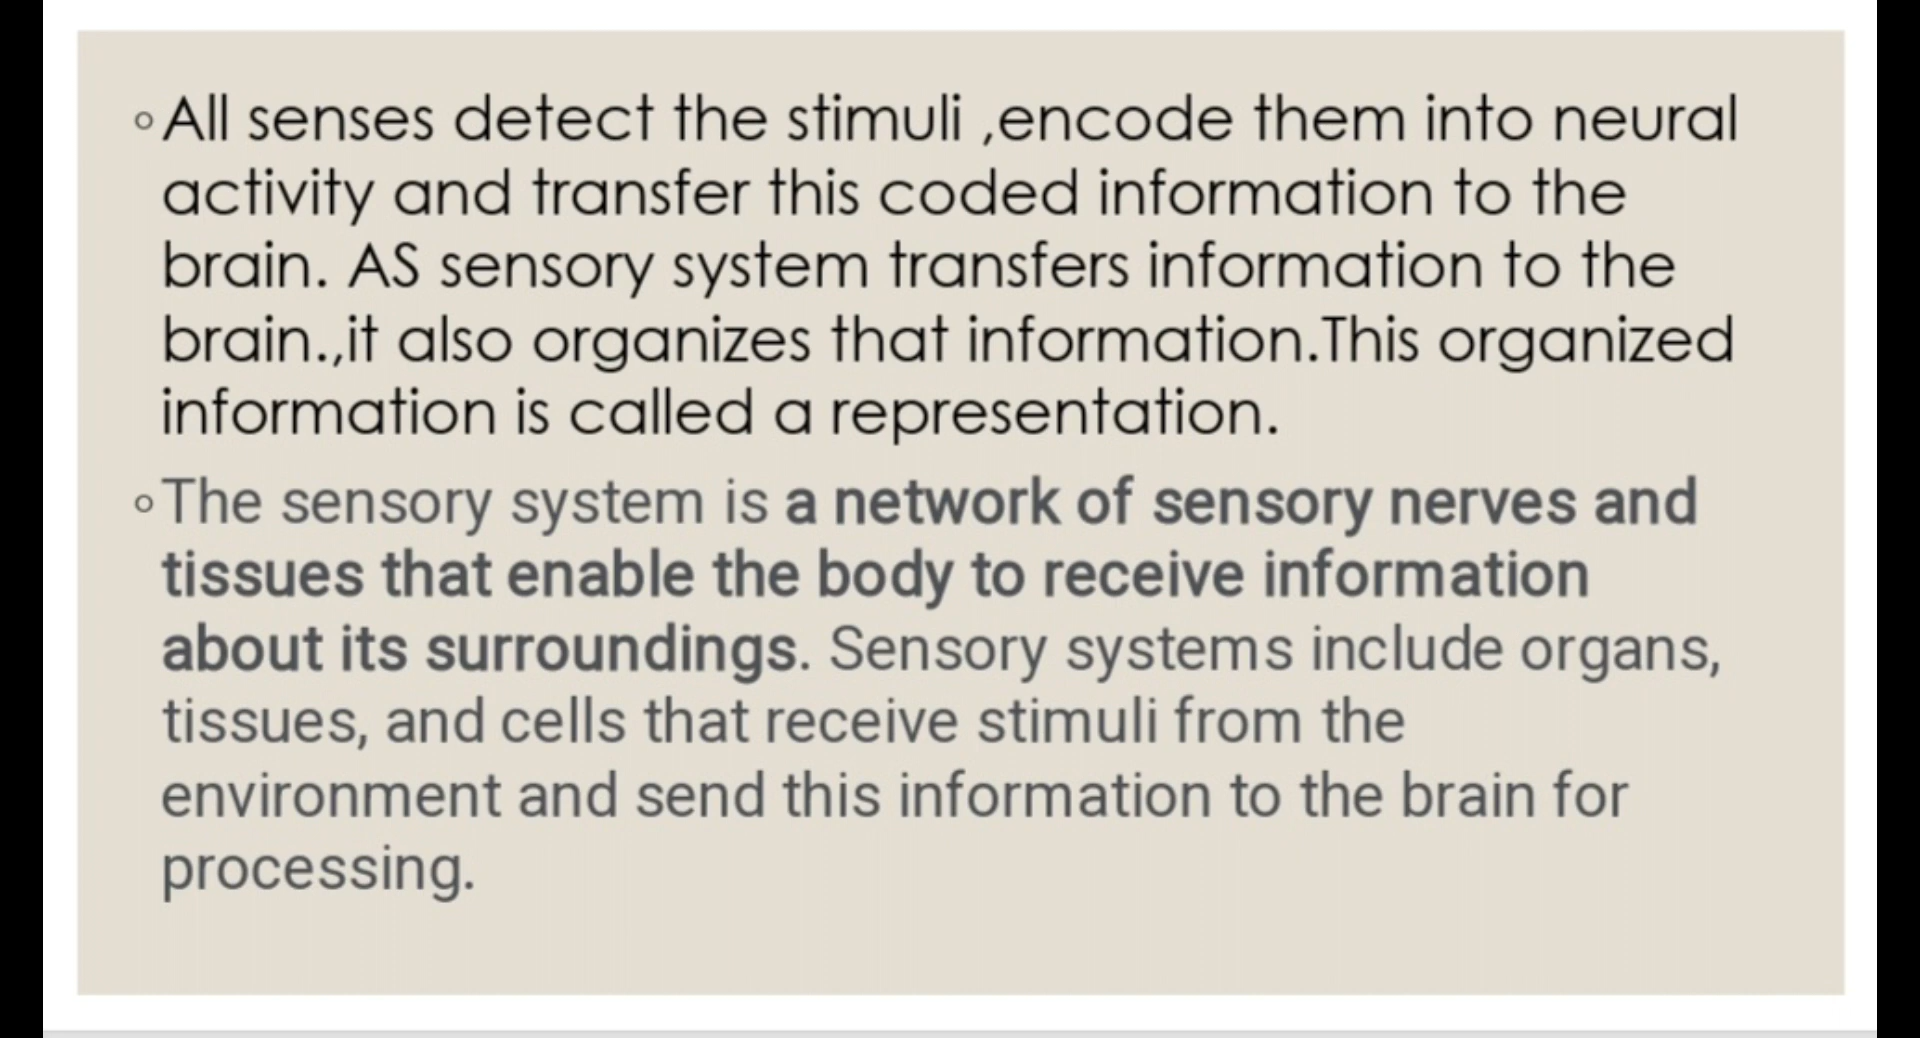 ◦All senses detect the stimuli ,encode them into neural
activity and transfer this coded information to the
brain. AS sensory system transfers information to the
brain.,it also organizes that information.This organized
information is called a representation.
◦The sensory system is a network of sensory nerves and
tissues that enable the body to receive information
about its surroundings. Sensory systems include organs,
tissues, and cells that receive stimuli from the
environment and send this information to the brain for
processing.